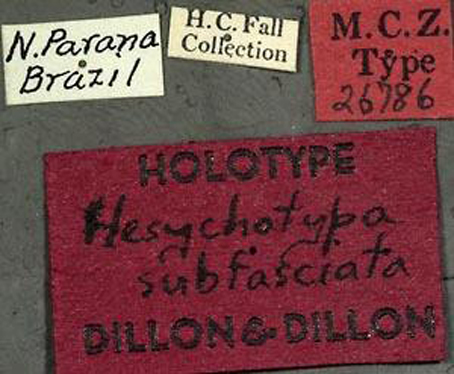 N. Parana
Brazil
H. C. Fall
Collection
M. C. Z.
Type
26786
HOLOTYPE
Hesychotypa
subfasciata
DILLON & DILLON